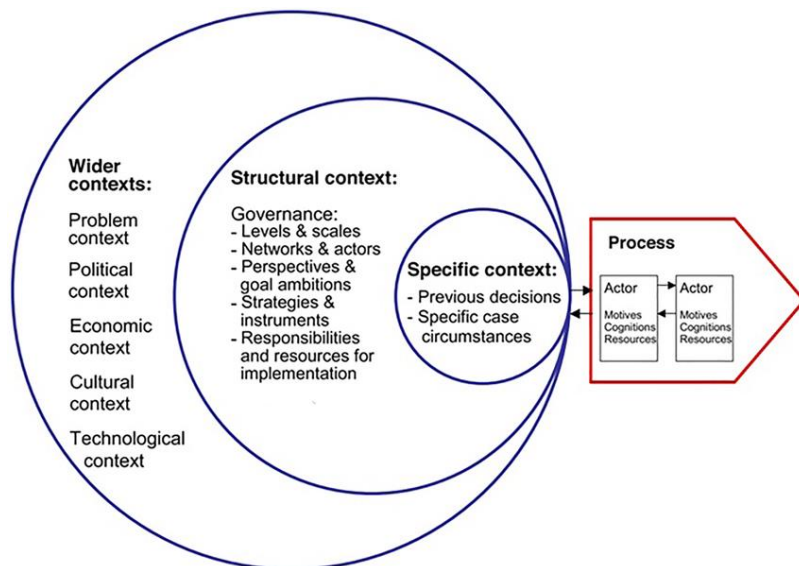 Wider
contexts:
Problem
context
Political
context
Economic
context
Cultural
context
Technological
context
Structural context:
Governance:
- Levels & scales
- Networks & actors
- Perspectives &
goal ambitions
- Strategies &
instruments
- Responsibilities
and resources for
implementation
Specific context:
- Previous decisions
- Specific case
circumstances
Process
Actor
Motives
Cognitions
Resources
Actor
Motives
Cognitions
Resources